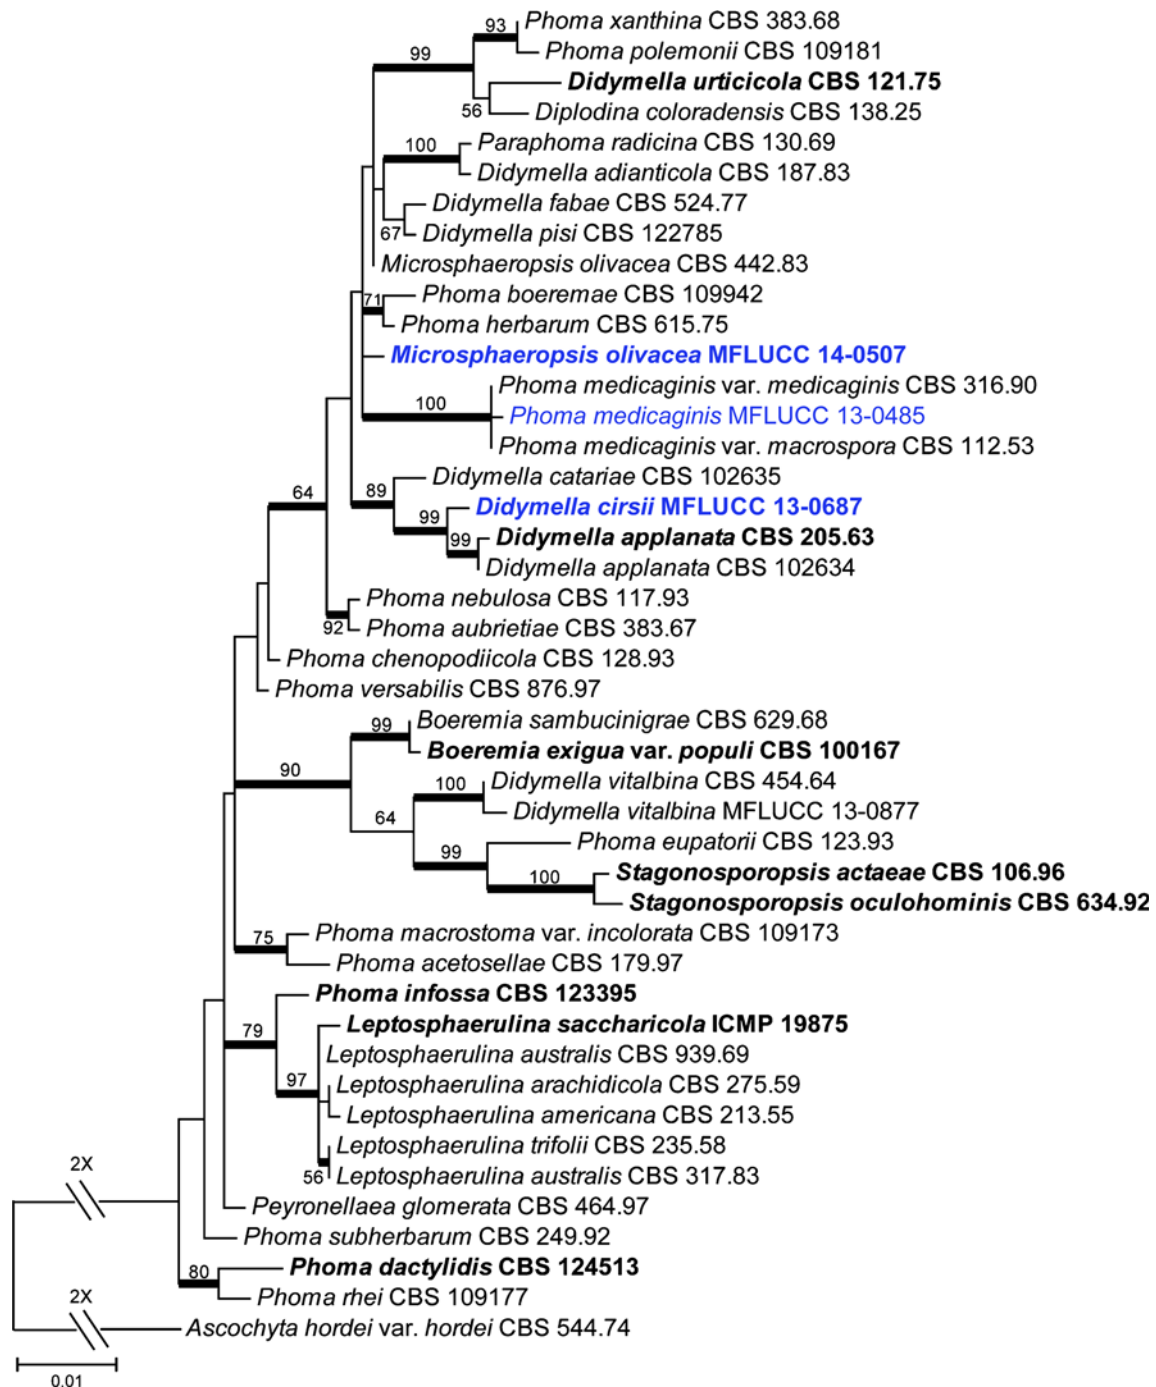 93
Phoma xanthina CBS 383.68
99
Phoma polemonii CBS 109181
Didymella urticicola CBS 121.75
56
Diplodina coloradensis CBS 138.25
100
Paraphoma radicina CBS 130.69
Didymella adianticola CBS 187.83
Didymella fabae CBS 524.77
67
Didymella pisi CBS 122785
Microsphaeropsis olivacea CBS 442.83
71
Phoma boeremae CBS 109942
Phoma herbarum CBS 615.75
Microsphaeropsis olivacea MFLUCC 14-0507
Phoma medicaginis var. medicaginis CBS 316.90
100
Phoma medicaginis MFLUCC 13-0485
Phoma medicaginis var. macrospora CBS 112.53
Didymella catariae CBS 102635
64
89
Didymella cirsii MFLUCC 13-0687
99
99
Didymella applanata CBS 205.63
Didymella applanata CBS 102634
Phoma nebulosa CBS 117.93
92
Phoma aubrietiae CBS 383.67
Phoma chenopodiicola CBS 128.93
Phoma versabilis CBS 876.97
Boeremia sambucinigrae CBS 629.68
99
Boeremia exigua var. populi CBS 100167
90
Didymella vitalbina CBS 454.64
100
Didymella vitalbina MFLUCC 13-0877
64
Phoma eupatorii CBS 123.93
99
Stagonosporopsis actaeae CBS 106.96
100
Stagonosporopsis oculohominis CBS 634.92
Phoma macrostoma var. incolorata CBS 109173
75
Phoma acetosellae CBS 179.97
Phoma infossa CBS 123395
79
Leptosphaerulina saccharicola ICMP 19875
Leptosphaerulina australis CBS 939.69
97
Leptosphaerulina arachidicola CBS 275.59
Leptosphaerulina americana CBS 213.55
Leptosphaerulina trifolii CBS 235.58
56
Leptosphaerulina australis CBS 317.83
2X
Peyronellaea glomerata CBS 464.97
Phoma subherbarum CBS 249.92
80
Phoma dactylidis CBS 124513
Phoma rhei CBS 109177
2X
Ascochyta hordei var. hordei CBS 544.74
0.01